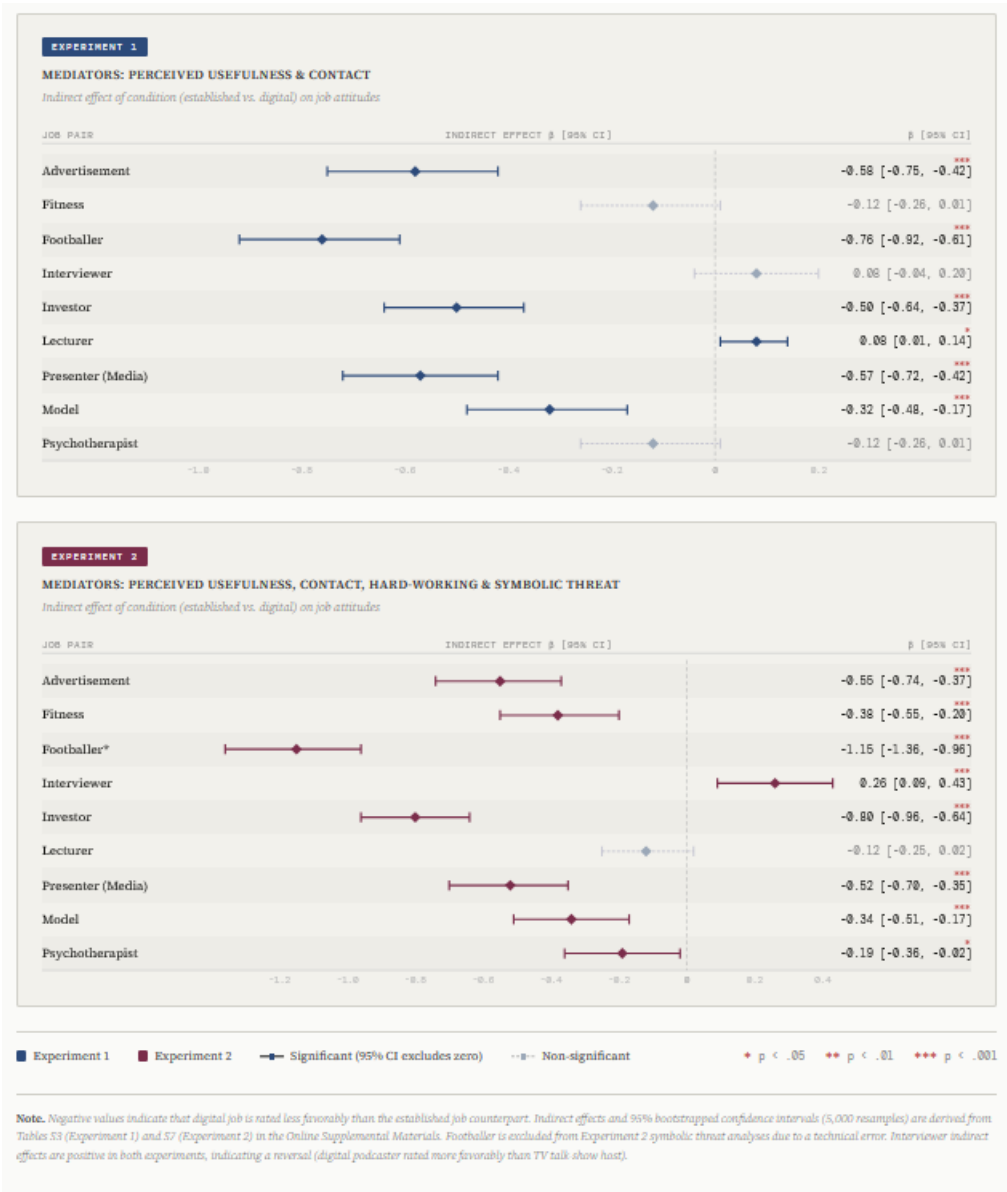 EXPERIMENT 1
MEDIATORS: PERCEIVED USEFULNESS & CONTACT
Indirect effect of condition (established vs. digital) on job attitudes
JOB PAIR INDIRECT EFFECT β [95% CI] β [95% CI]
***
Advertisement -0.58 [-0.75, -0.42]
Fitness -0.12 [-0.26, 0.01]
***
Footballer -0.76 [-0.92, -0.61]
Interviewer 0.08 [-0.04, 0.20]
***
Investor -0.50 [-0.64, -0.37]
*
Lecturer 0.08 [0.01, 0.14]
***
Presenter (Media) -0.57 [-0.72, -0.42]
***
Model -0.32 [-0.48, -0.17]
Psychotherapist -0.12 [-0.26, 0.01]
-1.0 -0.8 -0.6 -0.4 -0.2 0 0.2
EXPERIMENT 2
MEDIATORS: PERCEIVED USEFULNESS, CONTACT, HARD-WORKING & SYMBOLIC THREAT
Indirect effect of condition (established vs. digital) on job attitudes
JOB PAIR INDIRECT EFFECT β [95% CI] β [95% CI]
***
Advertisement -0.55 [-0.74, -0.37]
***
Fitness -0.38 [-0.55, -0.20]
***
Footballer* -1.15 [-1.36, -0.96]
***
Interviewer 0.26 [0.09, 0.43]
***
Investor -0.80 [-0.96, -0.64]
Lecturer -0.12 [-0.25, 0.02]
***
Presenter (Media) -0.52 [-0.70, -0.35]
***
Model -0.34 [-0.51, -0.17]
*
Psychotherapist -0.19 [-0.36, -0.02]
-1.2 -1.0 -0.8 -0.6 -0.4 -0.2 0 0.2 0.4
Experiment 1 Experiment 2 Significant (95% CI excludes zero) Non-significant * p < .05 ** p < .01 *** p < .001
Note. Negative values indicate that digital job is rated less favorably than the established job counterpart. Indirect effects and 95% bootstrapped confidence intervals (5,000 resamples) are derived from
Tables S3 (Experiment 1) and S7 (Experiment 2) in the Online Supplemental Materials. Footballer is excluded from Experiment 2 symbolic threat analyses due to a technical error. Interviewer indirect
effects are positive in both experiments, indicating a reversal (digital podcaster rated more favorably than TV talk-show host).